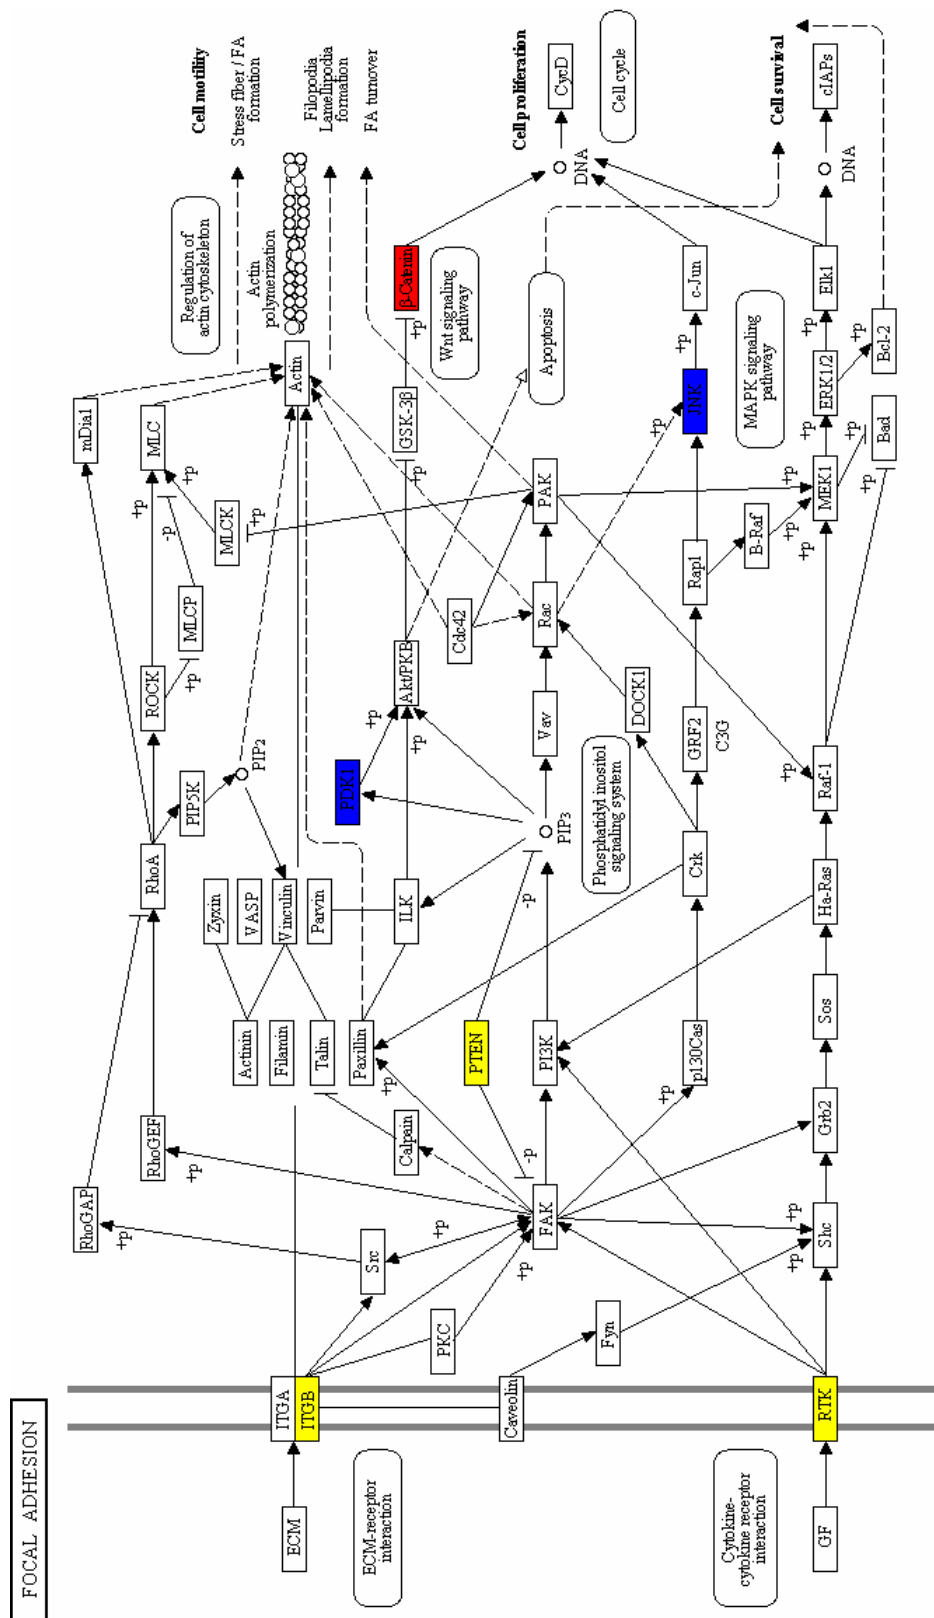 FOCAL ADHESION
Regulation of
actin cytoskeleton
Cell motility
Stress fiber / FA
formation
Filopodia
Lamellipodia
formation
FA turnover
Actin
polymerization
mDia1
MLC
+p
+p
-p
MLCK
+p
MLCP
+p
ROCK
RhoA
PIP5K
PIP2
RhoGAP
+p
RhoGEF
+p
Actin
Zyxin
VASP
Vinculin
Parvin
ILK
Actinin
Filamin
Talin
Paxillin
+p
Calpain
Src
+p
ITGA
ITGB
ECM
ECM-receptor
interaction
PKC
+p
FAK
-p
PTEN
-p
PDK1
+p
+p
Akt/PKB
+p
GSK-3β
+p
β-Catenin
Wnt signaling
pathway
Cell proliferation
DNA
CycD
Cell cycle
Apoptosis
Cdc42
PI3K
PIP3
Vav
Rac
PAK
Phosphatidyl inositol
signaling system
DOCK1
Caveolin
Fyn
+p
p130Cas
Crk
GRF2
C3G
Rap1
+p
JNK
+p
c-Jun
MAPK signaling
pathway
B-Raf
+p
Cell survival
Cytokine-
cytokine receptor
interaction
GF
RTK
+p
+p
Shc
Grb2
Sos
Ha-Ras
+p
Raf-1
+p
+p
MEK1
+p
ERK1/2
+p
Elk1
DNA
cIAPs
+p
Bad
+p
Bcl-2